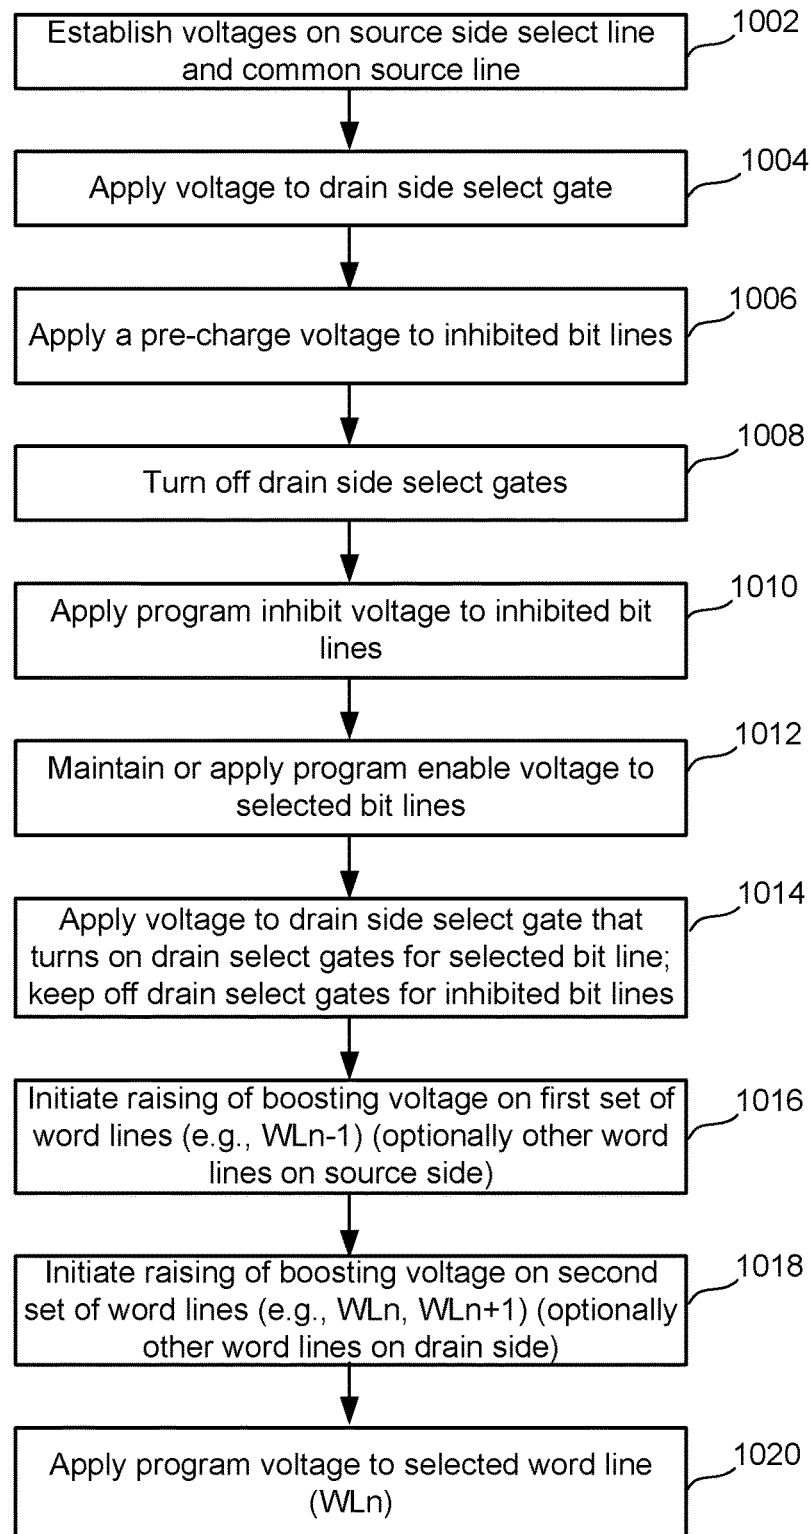 1002
Establish voltages on source side select line
and common source line
1004
Apply voltage to drain side select gate
1006
Apply a pre-charge voltage to inhibited bit lines
1008
Turn off drain side select gates
1010
Apply program inhibit voltage to inhibited bit
lines
1012
Maintain or apply program enable voltage to
selected bit lines
1014
Apply voltage to drain side select gate that
turns on drain select gates for selected bit line;
keep off drain select gates for inhibited bit lines
1016
Initiate raising of boosting voltage on first set of
word lines (e.g., WLn-1) (optionally other word
lines on source side)
1018
Initiate raising of boosting voltage on second
set of word lines (e.g., WLn, WLn+1) (optionally
other word lines on drain side)
1020
Apply program voltage to selected word line
(WLn)